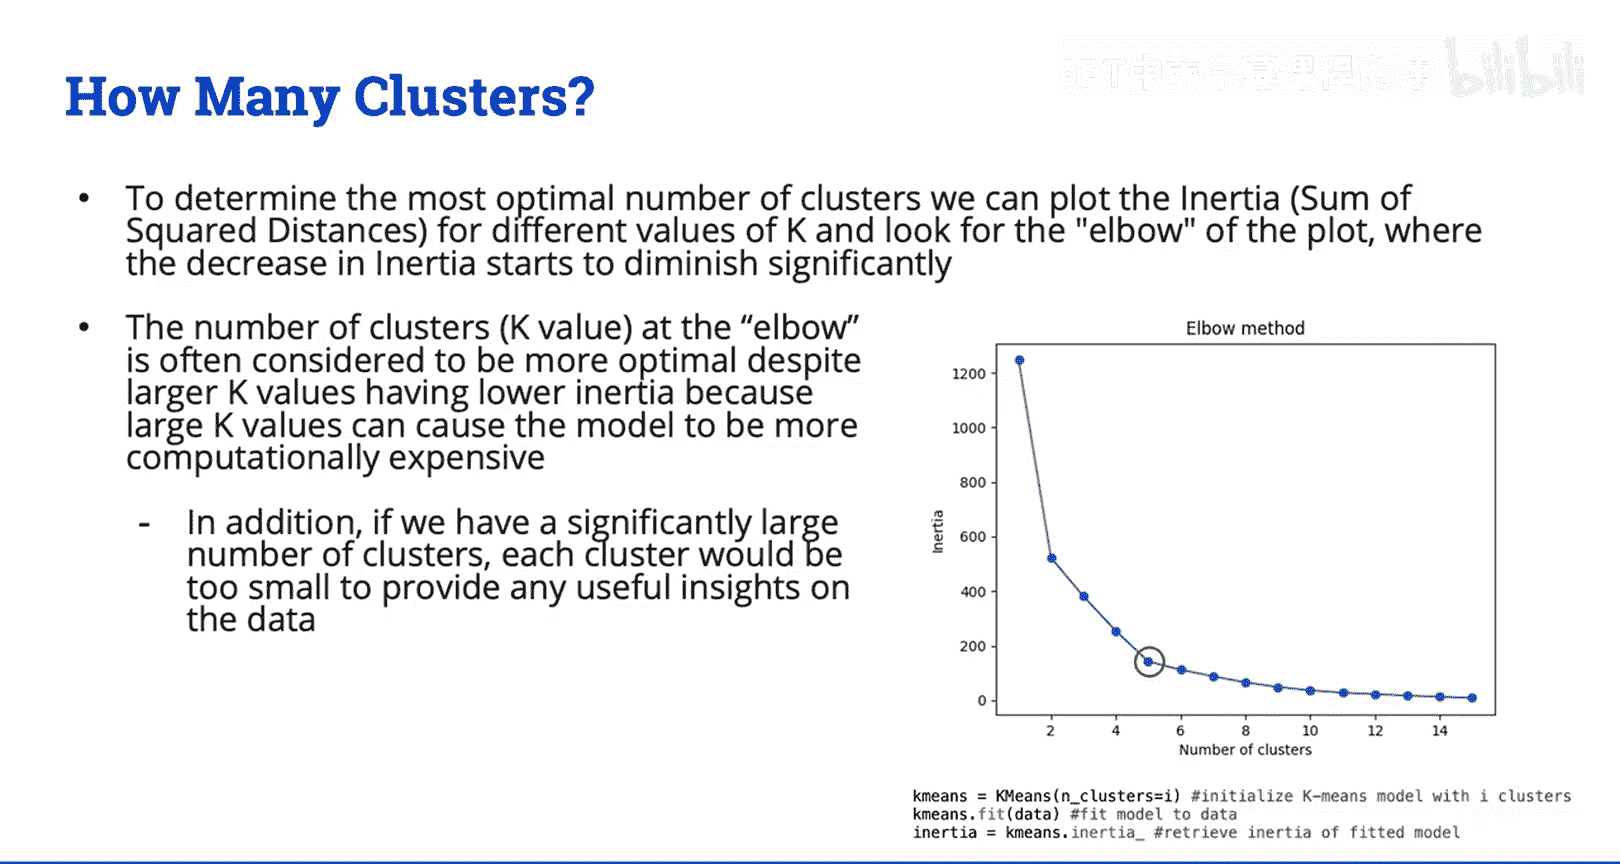 bilibili
How Many Clusters?
• To determine the most optimal number of clusters we can plot the Inertia (Sum of
Squared Distances) for different values of K and look for the "elbow" of the plot, where
the decrease in Inertia starts to diminish significantly
• The number of clusters (K value) at the “elbow”
is often considered to be more optimal despite
larger K values having lower inertia because
large K values can cause the model to be more
computationally expensive
- In addition, if we have a significantly large
number of clusters, each cluster would be
too small to provide any useful insights on
the data
Elbow method
1200
1000
800
600
400
200
0
Inertia
2 4 6 8 10 12 14
Number of clusters
kmeans = KMeans(n_clusters=i) #initialize K-means model with i clusters
kmeans.fit(data) #fit model to data
inertia = kmeans.inertia_ #retrieve inertia of fitted model